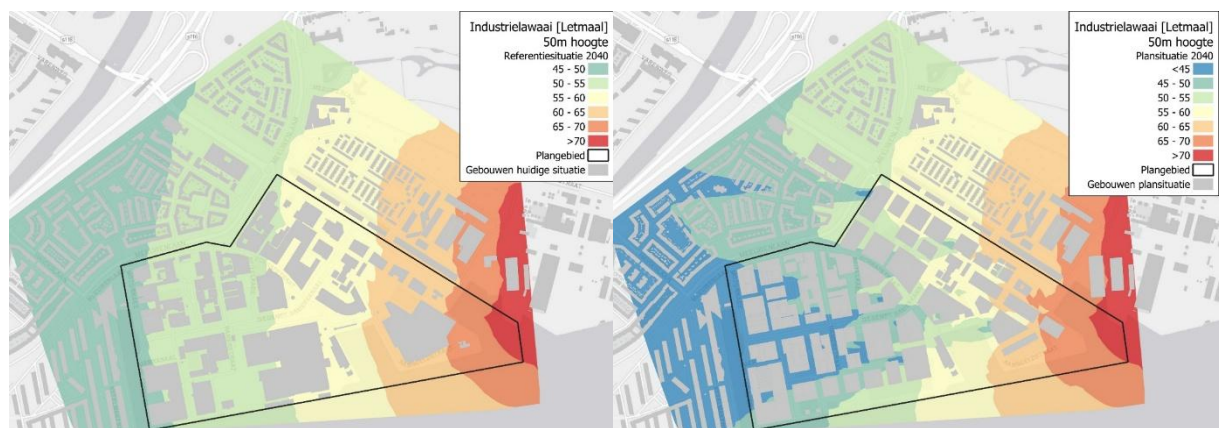 Industrielawaai [Letmaal]
50m hoogte
Referentiesituatie 2040
45 - 50
50 - 55
55 - 60
60 - 65
65 - 70
>70
Plangebied
Gebouwen huidige situatie
Industrielawaai [Letmaal]
50m hoogte
Plansituatie 2040
<45
45 - 50
50 - 55
55 - 60
60 - 65
65 - 70
>70
Plangebied
Gebouwen plansituatie